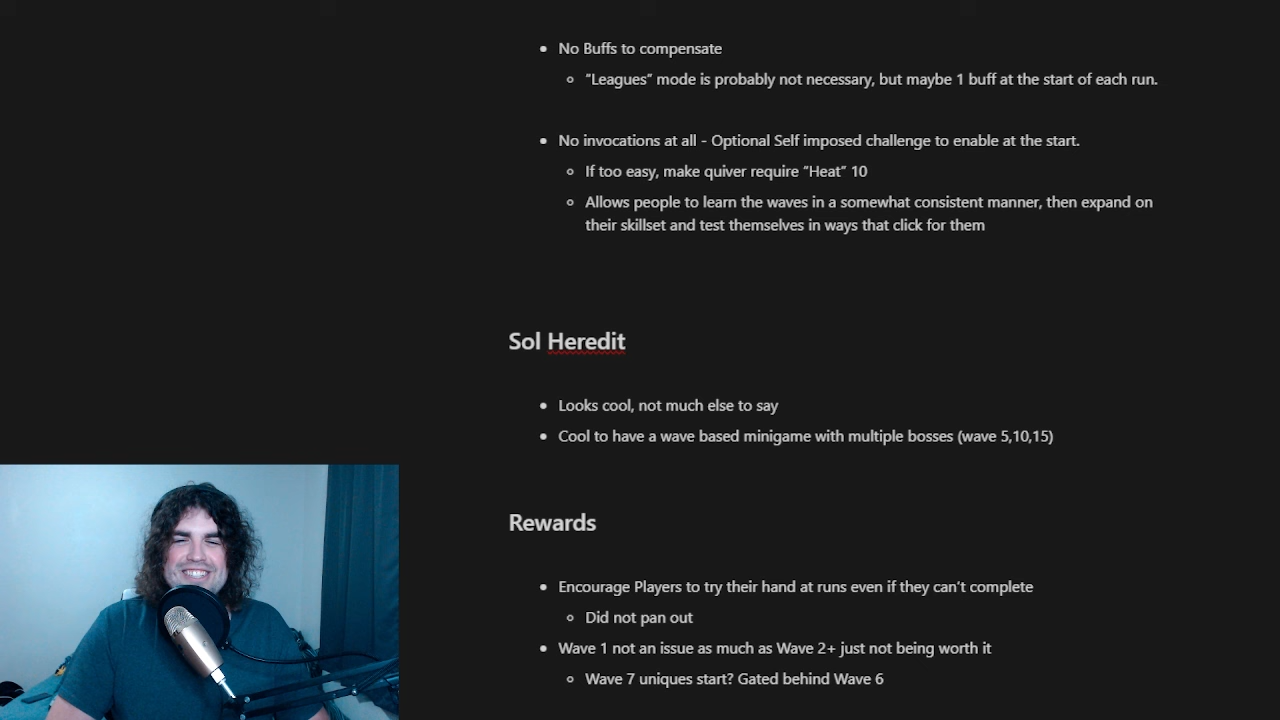 No Buffs to compensate
"Leagues" mode is probably not necessary, but maybe 1 buff at the start of each run.
No invocations at all - Optional Self imposed challenge to enable at the start.
If too easy, make quiver require "Heat" 10
Allows people to learn the waves in a somewhat consistent manner, then expand on
their skillset and test themselves in ways that click for them
Sol Heredit
Looks cool, not much else to say
Cool to have a wave based minigame with multiple bosses (wave 5,10,15)
Rewards
Encourage Players to try their hand at runs even if they can't complete
Did not pan out
Wave 1 not an issue as much as Wave 2+ just not being worth it
Wave 7 uniques start? Gated behind Wave 6